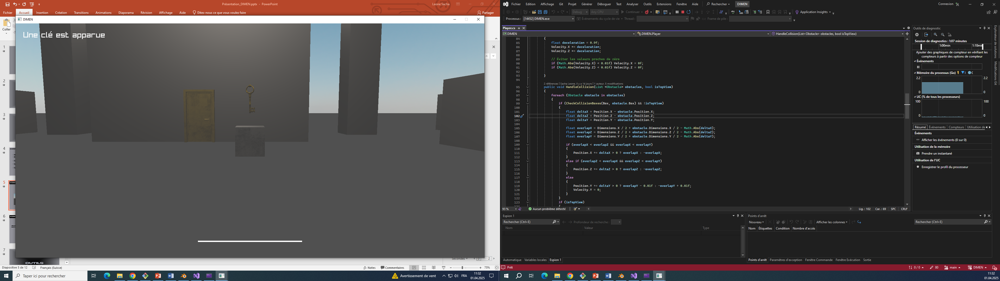 Présentation_DIMEN.pptx - PowerPoint
Leone Sacha
Fichier Accueil Insertion Création Transitions Animations Diaporama Révision Affichage Aide Dites-nous ce que vous voulez faire Partager
Coller
DIMEN
Une clé est apparue
1
2
3
4
5
6
7
OUTILS
Secondes
0
2
Diapositive 5 de 12 Français (Suisse) Notes Commentaires 75%
Taper ici pour rechercher
Avertissement de vent
FRA
11:32
01.04.2025
Fichier Edition Affichage Git Projet Générer Déboguer Test Analyser Outils Extensions Fenêtre Aide Rechercher DIMEN
Connexion
Debug Any CPU Continuer Application Insights
Processus : [14452] DIMEN.exe Événements du cycle de vie Thread : Frame de pile :
Player.cs
DIMEN DIMEN.Player HandleCollision(List<Obstacle> obstacles, bool isTopView)
84 {
85 float deceleration = 0.9f;
86 Velocity.X *= deceleration;
87 Velocity.Z *= deceleration;
88
89 // Éviter les valeurs proches de zéro
90 if (Math.Abs(Velocity.X) < 0.01f) Velocity.X = 0f;
91 if (Math.Abs(Velocity.Z) < 0.01f) Velocity.Z = 0f;
92
93 }
94
2 références | Sacha Leone, il y a 14 jours | 1 auteur, 5 modifications
95 public void HandleCollision(List <Obstacle> obstacles, bool isTopView)
96 {
97 foreach (Obstacle obstacle in obstacles)
98 {
99 if (CheckCollisionBoxes(Box, obstacle.Box) && !isTopView)
100 {
101 float deltaX = Position.X - obstacle.Position.X;
102 float deltaZ = Position.Z - obstacle.Position.Z;
103 float deltaY = Position.Y - obstacle.Position.Y;
104
105 float overlapX = Dimensions.X / 2 + obstacle.Dimensions.X / 2 - Math.Abs(deltaX);
106 float overlapZ = Dimensions.Z / 2 + obstacle.Dimensions.Z / 2 - Math.Abs(deltaZ);
107 float overlapY = Dimensions.Y / 2 + obstacle.Dimensions.Y / 2 - Math.Abs(deltaY);
108
109 if (overlapX < overlapZ && overlapX < overlapY)
110 {
111 Position.X += deltaX > 0 ? overlapX : -overlapX;
112 }
113 else if (overlapZ < overlapX && overlapZ < overlapY)
114 {
115 Position.Z += deltaZ > 0 ? overlapZ : -overlapZ;
116 }
117 else
118 {
119 Position.Y += deltaY > 0 ? overlapY - 0.01f : -overlapY + 0.01f;
120 Velocity.Y = 0;
121 }
122 }
123 if (isTopView)
93 % Aucun problème détecté Lig. : 102 Car. : 69 SPC CRLF
Outils de diagnostic
Session de diagnostics : 1:07 minutes
1:00min 1:10min
Ajouter des graphiques de compteur en vérifiant les
compteurs à partir des options de compteur
Événements
Mémoire du processus (Go)
2.2 2.2
0 0
UC (% de tous les processeurs)
100 100
0 0
Résumé Événements Compteurs Utilisation de
Événements
Afficher les événements (0 sur 0)
Utilisation de la mémoire
Prendre un instantané
Utilisation de l'UC
Enregistrer le profil du processeur
Explorateur de solutions
Modifications Git
Espion 1
Rechercher (Ctrl+E) Profondeur de recherche :
Nom Valeur Type
Automatique Variables locales Espion 1
Points d'arrêt
Nouveau Afficher les colonnes Rechercher (Ctrl+E)
Nom Étiquettes Condition Nombre d'accès
Points d'arrêt Paramètres d'exception Fenêtre Commande Fenêtre Exécution Sortie
Prêt 0 / 0 80 main DIMEN
11:32
01.04.2025